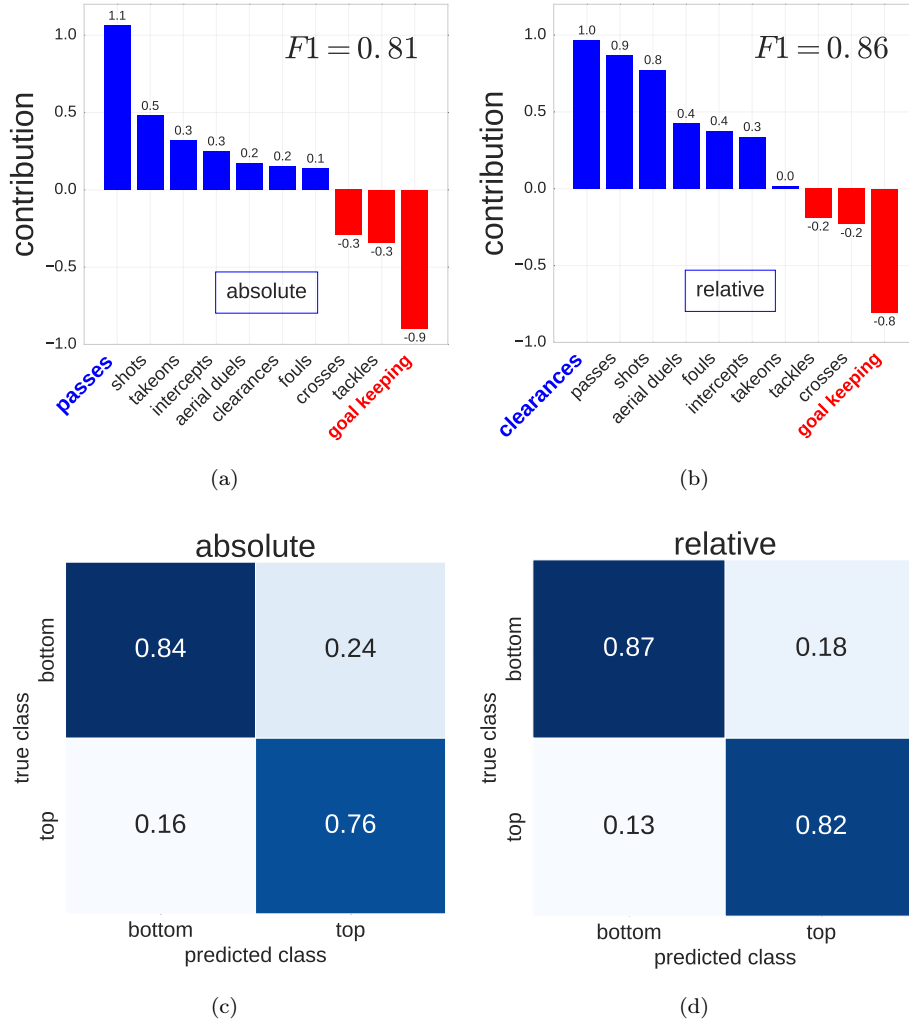 F1 = 0.81
contribution
1.0
0.5
0.0
−0.5
−1.0
1.1
0.5
0.3
0.3
0.2
0.2
0.1
-0.3
-0.3
-0.9
absolute
passes
shots
takeons
intercepts
aerial duels
clearances
fouls
crosses
tackles
goal keeping
(a)
F1 = 0.86
contribution
1.0
0.5
0.0
−0.5
−1.0
1.0
0.9
0.8
0.4
0.4
0.3
0.0
-0.2
-0.2
-0.8
relative
clearances
passes
shots
aerial duels
fouls
intercepts
takeons
tackles
crosses
goal keeping
(b)
absolute
true class
bottom
0.84 0.24
top
0.16 0.76
bottom top
predicted class
(c)
relative
true class
bottom
0.87 0.18
top
0.13 0.82
bottom top
predicted class
(d)